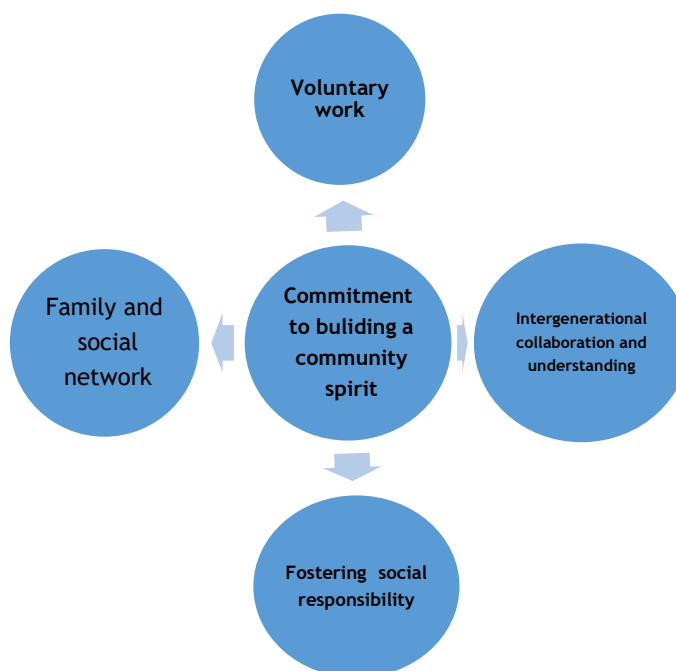 Voluntary
work
Family and
social
network
Commitment
to buliding a
community
spirit
Intergenerational
collaboration and
understanding
Fostering social
responsibility